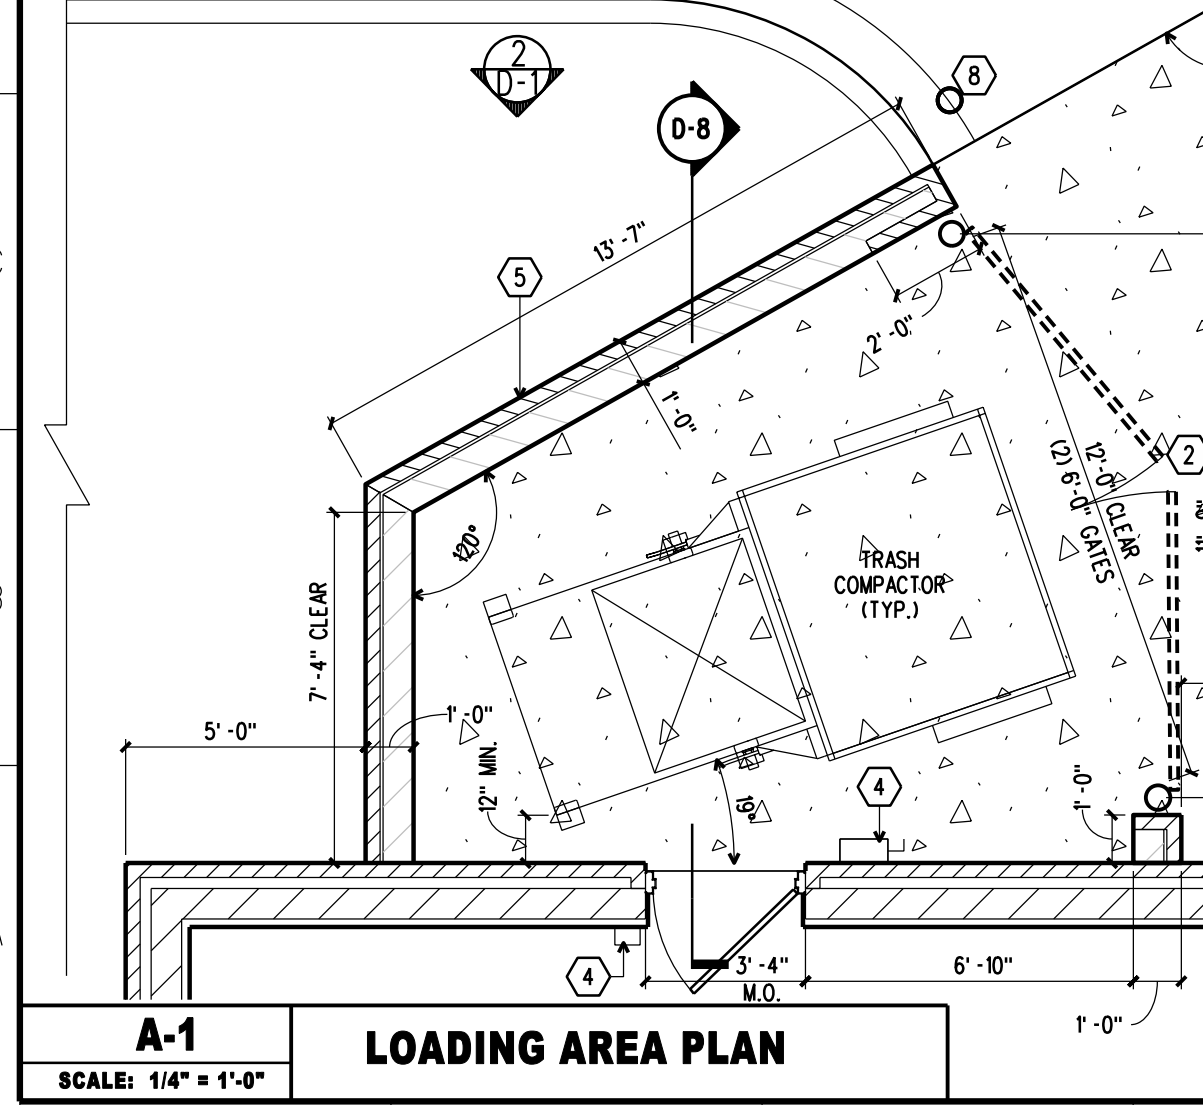 2
D-1
8
D-8
13'-7"
5
2'-0"
1'-0"
2
12'-0" CLEAR
(2) 6'-0" GATES
120°
TRASH
COMPACTOR
(TYP.)
7'-4" CLEAR
5'-0"
1'-0"
12" MIN.
19°
4
1'-0"
4
3'-4"
M.O.
6'-10"
1'-0"
A-1
LOADING AREA PLAN
SCALE: 1/4" = 1'-0"